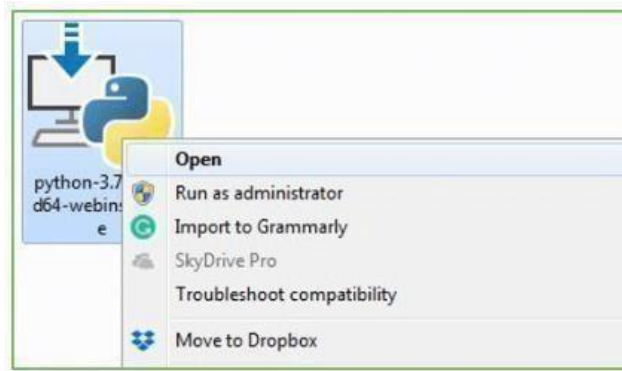 python-3.7
d64-webins
e
Open
Run as administrator
Import to Grammarly
SkyDrive Pro
Troubleshoot compatibility
Move to Dropbox